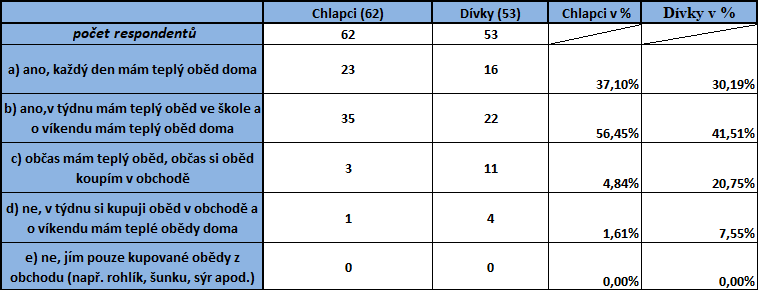 Chlapci (62) Dívky (53) Chlapci v % Dívky v %
počet respondentů 62 53
a) ano, každý den mám teplý oběd doma 23 16 37,10% 30,19%
b) ano,v týdnu mám teplý oběd ve škole a
o víkendu mám teplý oběd doma 35 22 56,45% 41,51%
c) občas mám teplý oběd, občas si oběd
koupím v obchodě 3 11 4,84% 20,75%
d) ne, v týdnu si kupuji oběd v obchodě a
o víkendu mám teplé obědy doma 1 4 1,61% 7,55%
e) ne, jím pouze kupované obědy z
obchodu (např. rohlík, šunku, sýr apod.) 0 0 0,00% 0,00%